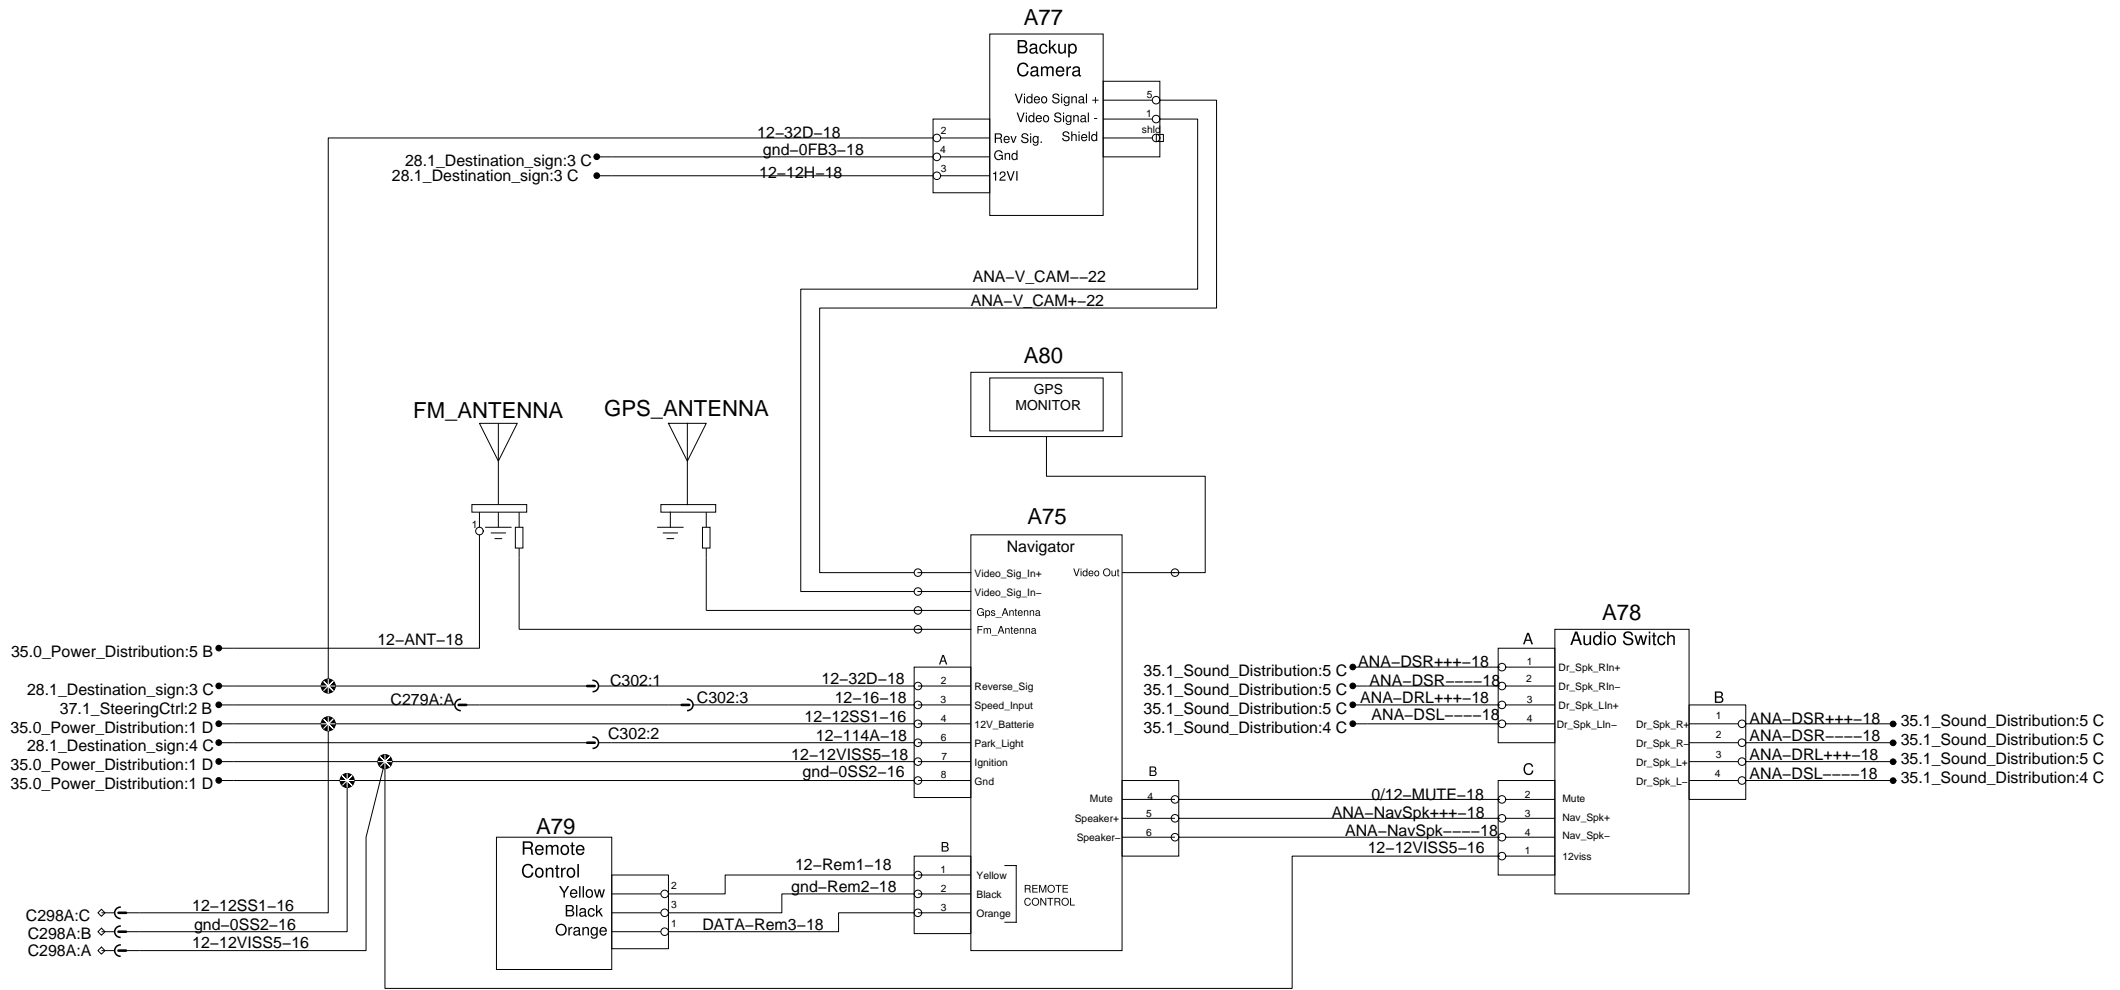 A77
Backup
Camera
Video Signal + 5
Video Signal - 1
Shield shld
12–32D–18 2 Rev Sig.
28.1_Destination_sign:3 C gnd–0FB3–18 4 Gnd
28.1_Destination_sign:3 C 12–12H–18 3 12VI
ANA–V_CAM–−22
ANA–V_CAM+–22
A80
GPS
MONITOR
FM_ANTENNA
GPS_ANTENNA
1
A75
Navigator
Video_Sig_In+ Video Out
Video_Sig_In–
Gps_Antenna
Fm_Antenna
35.0_Power_Distribution:5 B 12–ANT–18
A
28.1_Destination_sign:3 C C302:1 12–32D–18 2 Reverse_Sig
37.1_SteeringCtrl:2 B C279A:A C302:3 12–16–18 3 Speed_Input
35.0_Power_Distribution:1 D 12–12SS1–16 4 12V_Batterie
28.1_Destination_sign:4 C C302:2 12–114A–18 6 Park_Light
35.0_Power_Distribution:1 D 12–12VISS5–18 7 Ignition
35.0_Power_Distribution:1 D gnd–0SS2–16 8 Gnd
B
Mute 4
Speaker+ 5
Speaker– 6
A79
Remote
Control
Yellow 2
Black 3
Orange 1
B
12–Rem1–18 1 Yellow
gnd–Rem2–18 2 Black
DATA–Rem3–18 3 Orange
REMOTE
CONTROL
C298A:C 12–12SS1–16
C298A:B gnd–0SS2–16
C298A:A 12–12VISS5–16
A78
Audio Switch
A
35.1_Sound_Distribution:5 C ANA–DSR+++–18 1 Dr_Spk_RIn+
35.1_Sound_Distribution:5 C ANA–DSR–−−−18 2 Dr_Spk_RIn–
35.1_Sound_Distribution:5 C ANA–DRL+++–18 3 Dr_Spk_LIn+
35.1_Sound_Distribution:4 C ANA–DSL–−−−18 4 Dr_Spk_LIn–
B
Dr_Spk_R+ 1 ANA–DSR+++–18 35.1_Sound_Distribution:5 C
Dr_Spk_R– 2 ANA–DSR–−−−18 35.1_Sound_Distribution:5 C
Dr_Spk_L+ 3 ANA–DRL+++–18 35.1_Sound_Distribution:5 C
Dr_Spk_L– 4 ANA–DSL–−−−18 35.1_Sound_Distribution:4 C
C
0/12–MUTE–18 2 Mute
ANA–NavSpk+++–18 3 Nav_Spk+
ANA–NavSpk–−−−18 4 Nav_Spk–
12–12VISS5–16 1 12viss